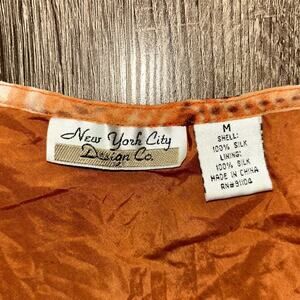 New York City
Design Co.
M
SHELL:
100% SILK
LINING:
100% SILK
MADE IN CHINA
RN#91104